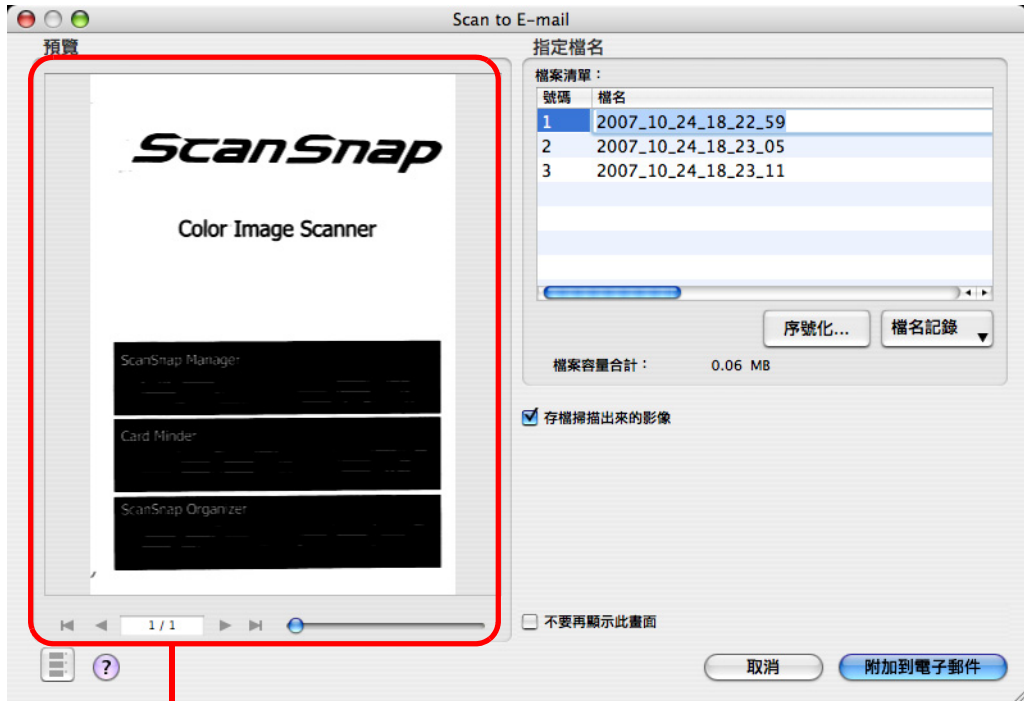 Scan to E-mail
預覽
ScanSnap
Color Image Scanner
ScanSnap Manager
Card Minder
ScanSnap Organizer
1 / 1
?
指定檔名
檔案清單：
號碼 檔名
1 2007_10_24_18_22_59
2 2007_10_24_18_23_05
3 2007_10_24_18_23_11
序號化...
檔名記錄
檔案容量合計： 0.06 MB
存檔掃描出來的影像
不要再顯示此畫面
取消
附加到電子郵件